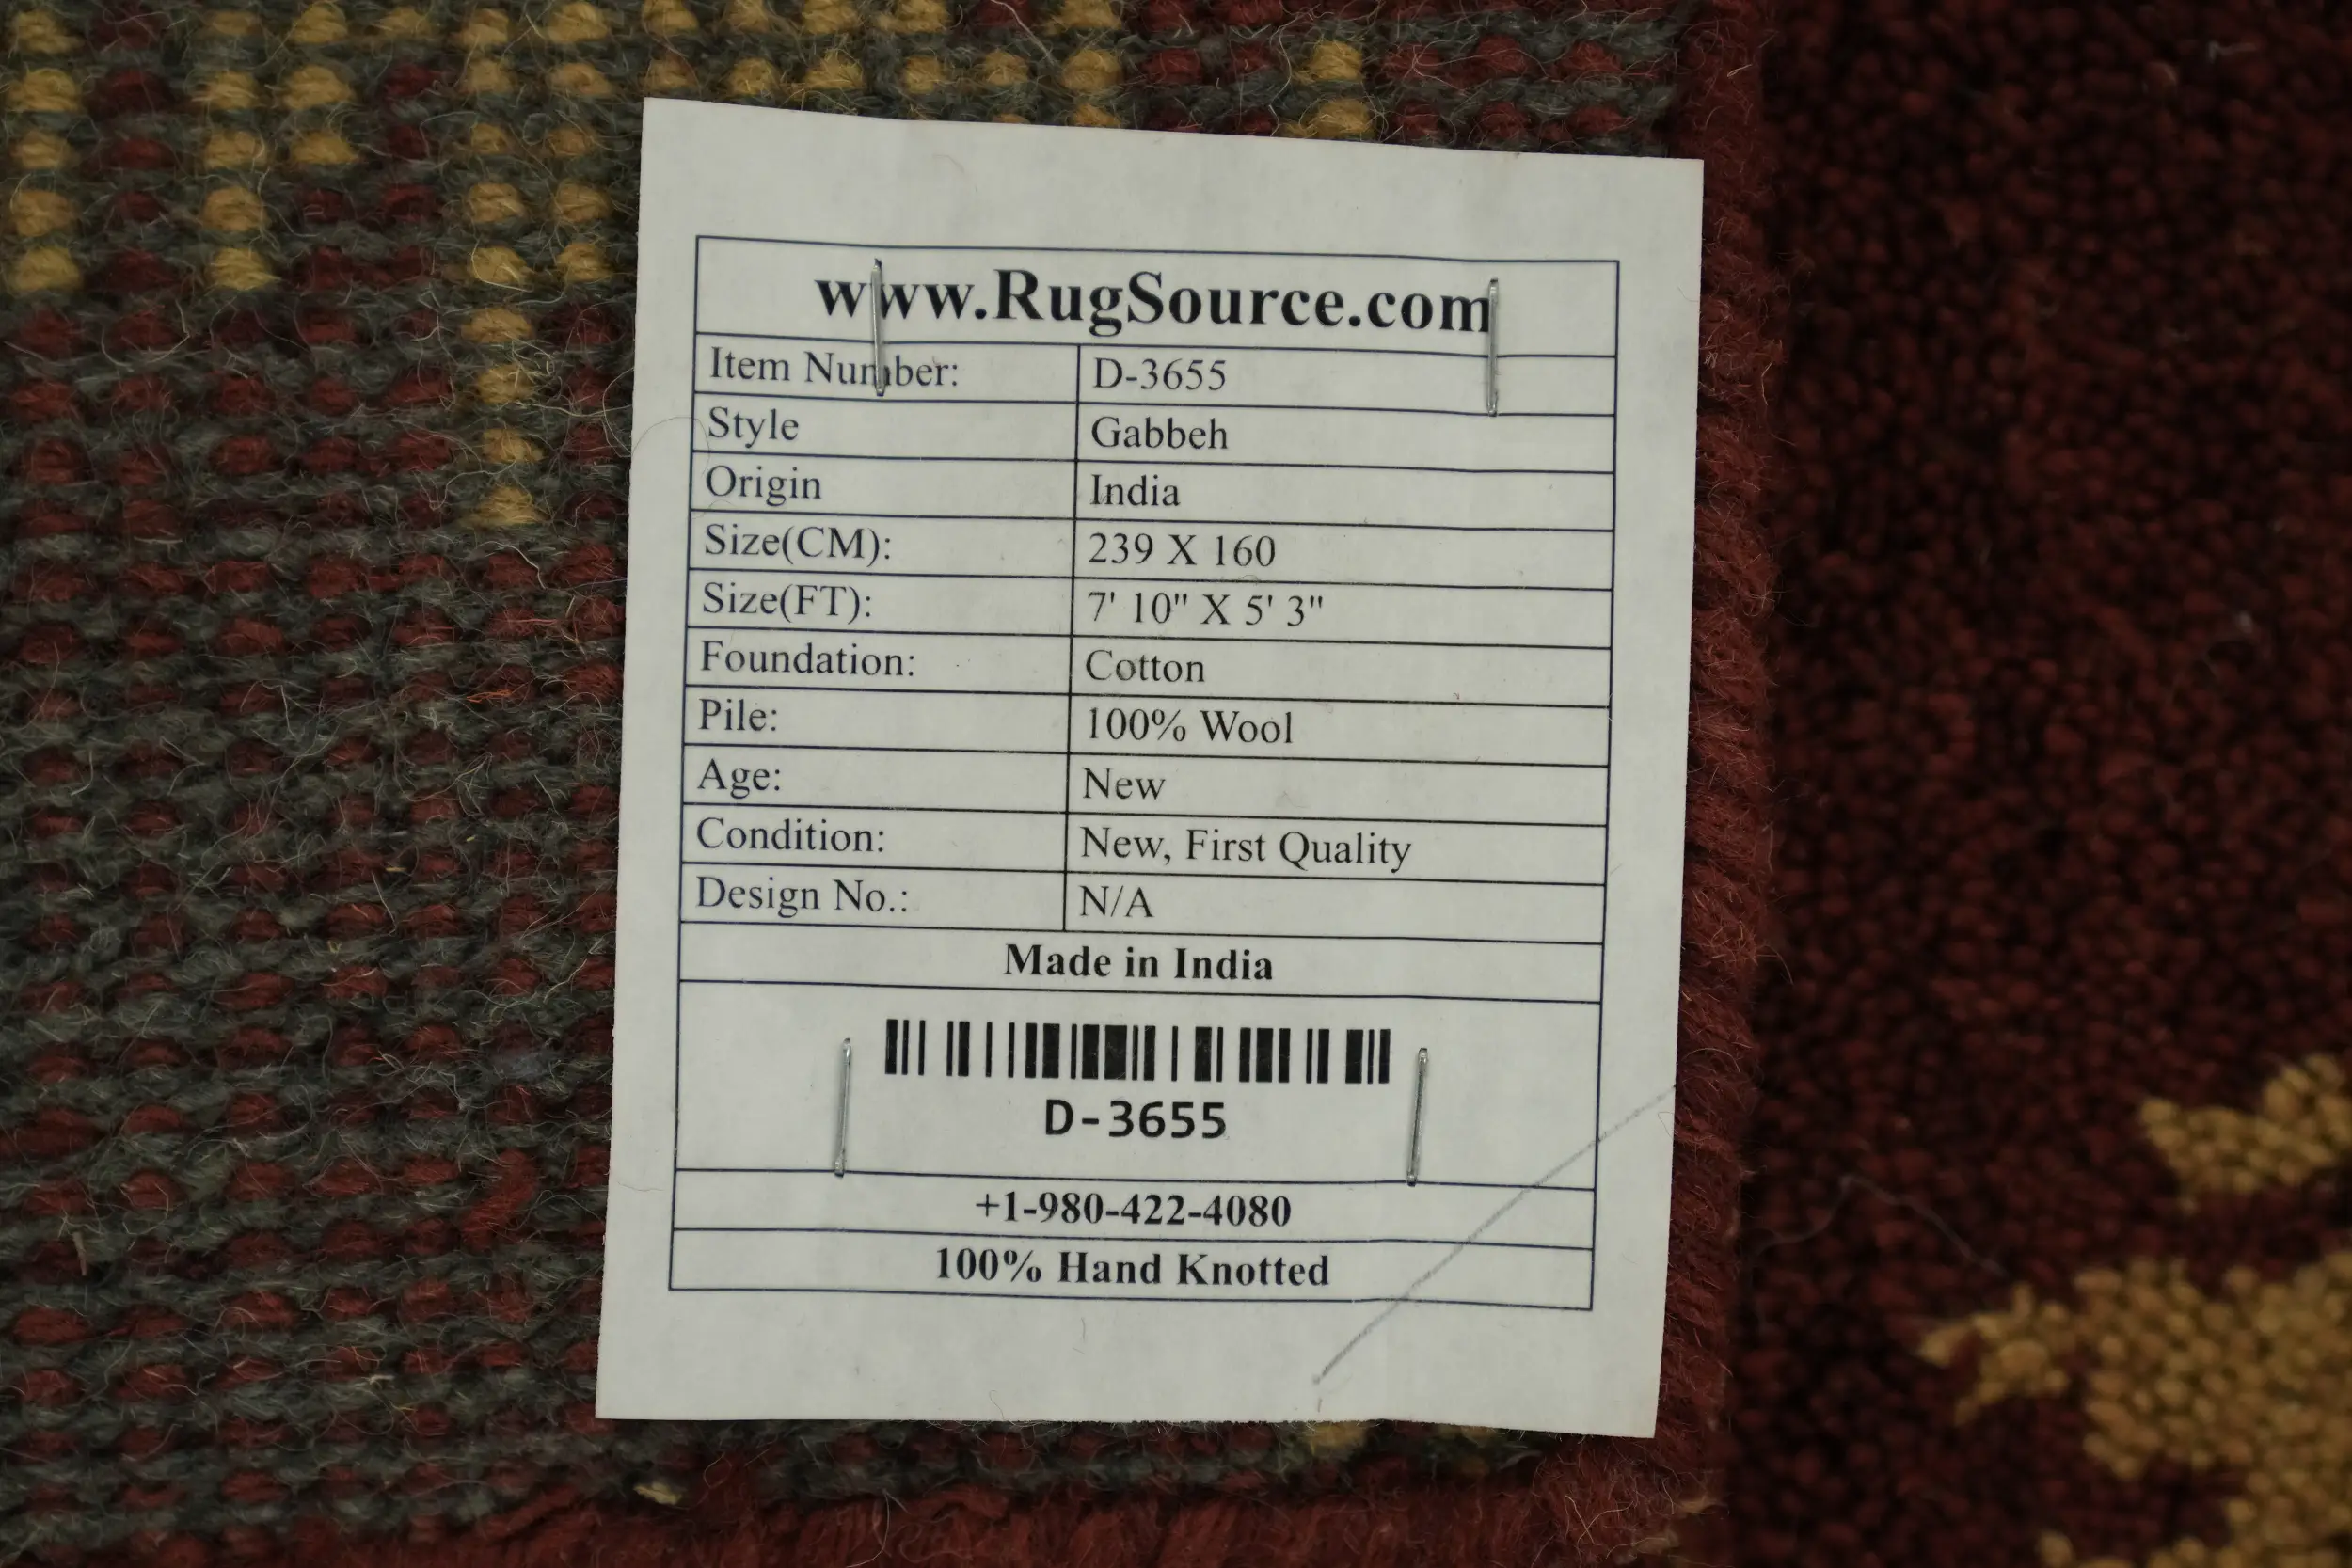 www.RugSource.com
Item Number: D-3655
Style Gabbeh
Origin India
Size(CM): 239 X 160
Size(FT): 7' 10" X 5' 3"
Foundation: Cotton
Pile: 100% Wool
Age: New
Condition: New, First Quality
Design No.: N/A
Made in India
D-3655
+1-980-422-4080
100% Hand Knotted